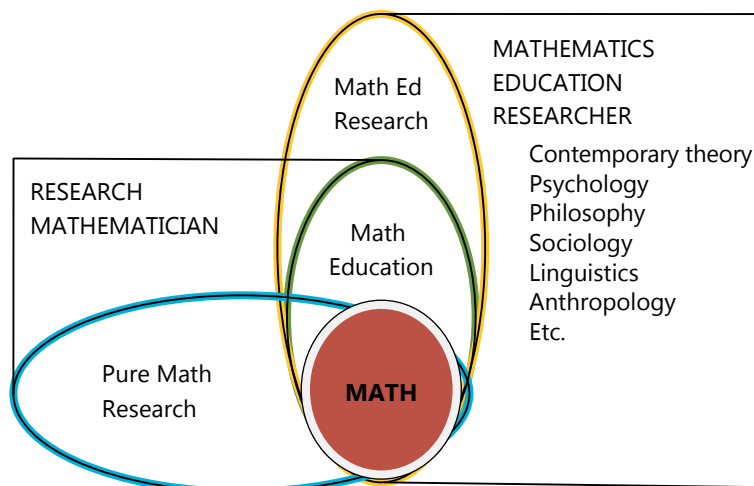 Math Ed
Research
MATHEMATICS
EDUCATION
RESEARCHER
Contemporary theory
Psychology
Philosophy
Sociology
Linguistics
Anthropology
Etc.
RESEARCH
MATHEMATICIAN
Math
Education
Pure Math
Research
MATH